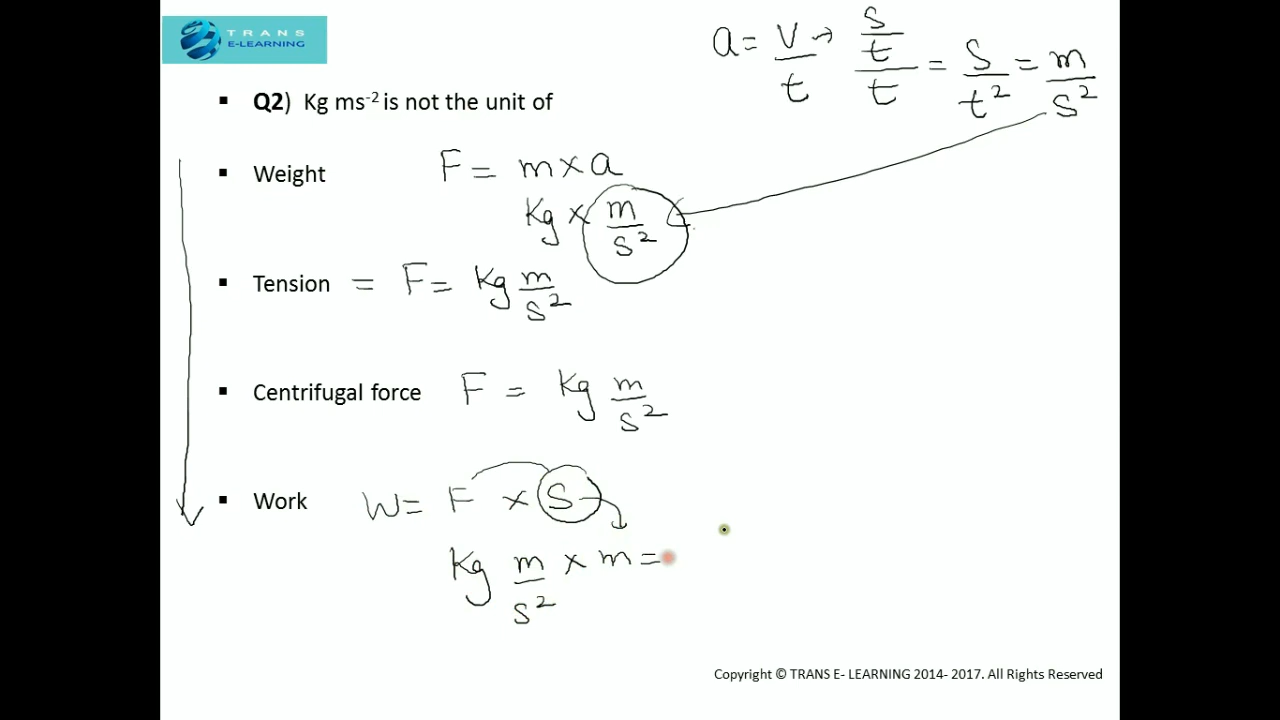 TRANS
E-LEARNING
a = V/t → (s/t)/t = s/t² = m/s²
▪ Q2) Kg ms⁻² is not the unit of
▪ Weight F = m×a
Kg × m/s²
▪ Tension = F = Kg m/s²
▪ Centrifugal force F = Kg m/s²
▪ Work W = F × S
Kg m/s² × m =
Copyright © TRANS E- LEARNING 2014- 2017. All Rights Reserved